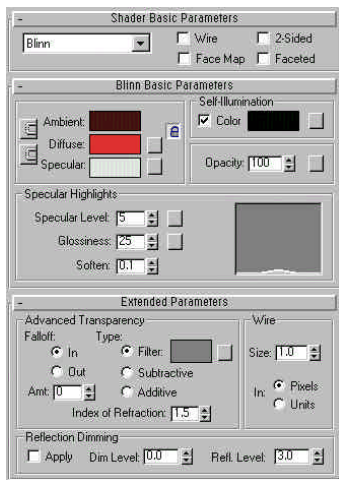 - Shader Basic Parameters
Blinn Wire 2-Sided
Face Map Faceted
- Blinn Basic Parameters
Self-Illumination
Ambient: Color
Diffuse:
Specular: Opacity: 100
Specular Highlights
Specular Level: 5
Glossiness: 25
Soften: 0.1
- Extended Parameters
Advanced Transparency Wire
Falloff: Type:
In Filter: Size: 1.0
Out Subtractive In: Pixels
Amt: 0 Additive Units
Index of Refraction: 1.5
Reflection Dimming
Apply Dim Level: 0.0 Refl. Level: 3.0